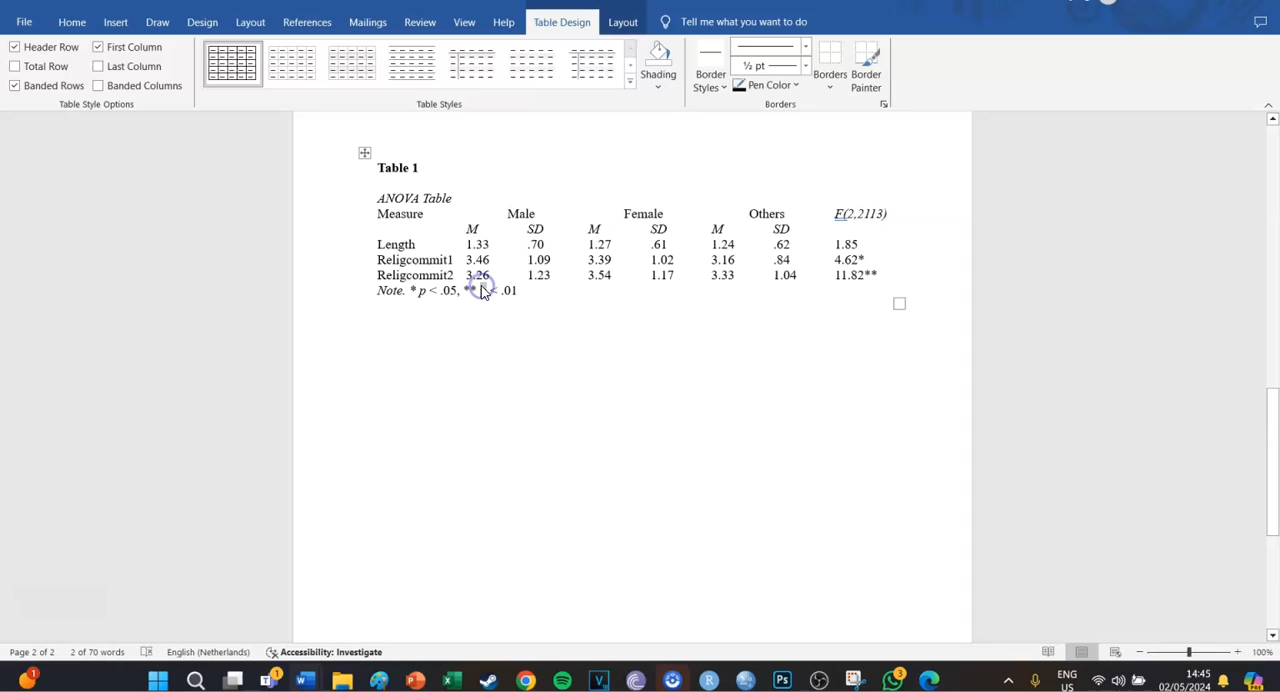 File Home Insert Draw Design Layout References Mailings Review View Help Table Design Layout Tell me what you want to do
Header Row First Column
Total Row Last Column
Banded Rows Banded Columns
Table Style Options
Table Styles
Shading
Border Styles
½ pt
Pen Color
Borders
Border Painter
Borders
Table 1
ANOVA Table
Measure Male Female Others F(2,2113)
M SD M SD M SD
Length 1.33 .70 1.27 .61 1.24 .62 1.85
Religcommit1 3.46 1.09 3.39 1.02 3.16 .84 4.62*
Religcommit2 3.26 1.23 3.54 1.17 3.33 1.04 11.82**
Note. * p < .05, ** < .01
Page 2 of 2 2 of 70 words English (Netherlands) Accessibility: Investigate 100%
ENG
US
14:45
02/05/2024